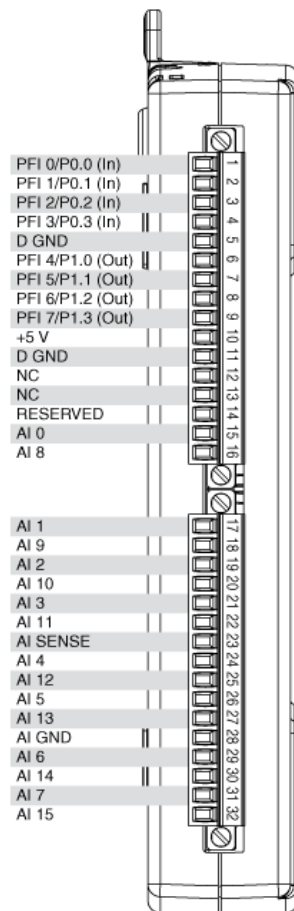 PFI 0/P0.0 (In) 1
PFI 1/P0.1 (In) 2
PFI 2/P0.2 (In) 3
PFI 3/P0.3 (In) 4
D GND 5
PFI 4/P1.0 (Out) 6
PFI 5/P1.1 (Out) 7
PFI 6/P1.2 (Out) 8
PFI 7/P1.3 (Out) 9
+5 V 10
D GND 11
NC 12
NC 13
RESERVED 14
AI 0 15
AI 8 16
AI 1 17
AI 9 18
AI 2 19
AI 10 20
AI 3 21
AI 11 22
AI SENSE 23
AI 4 24
AI 12 25
AI 5 26
AI 13 27
AI GND 28
AI 6 29
AI 14 30
AI 7 31
AI 15 32